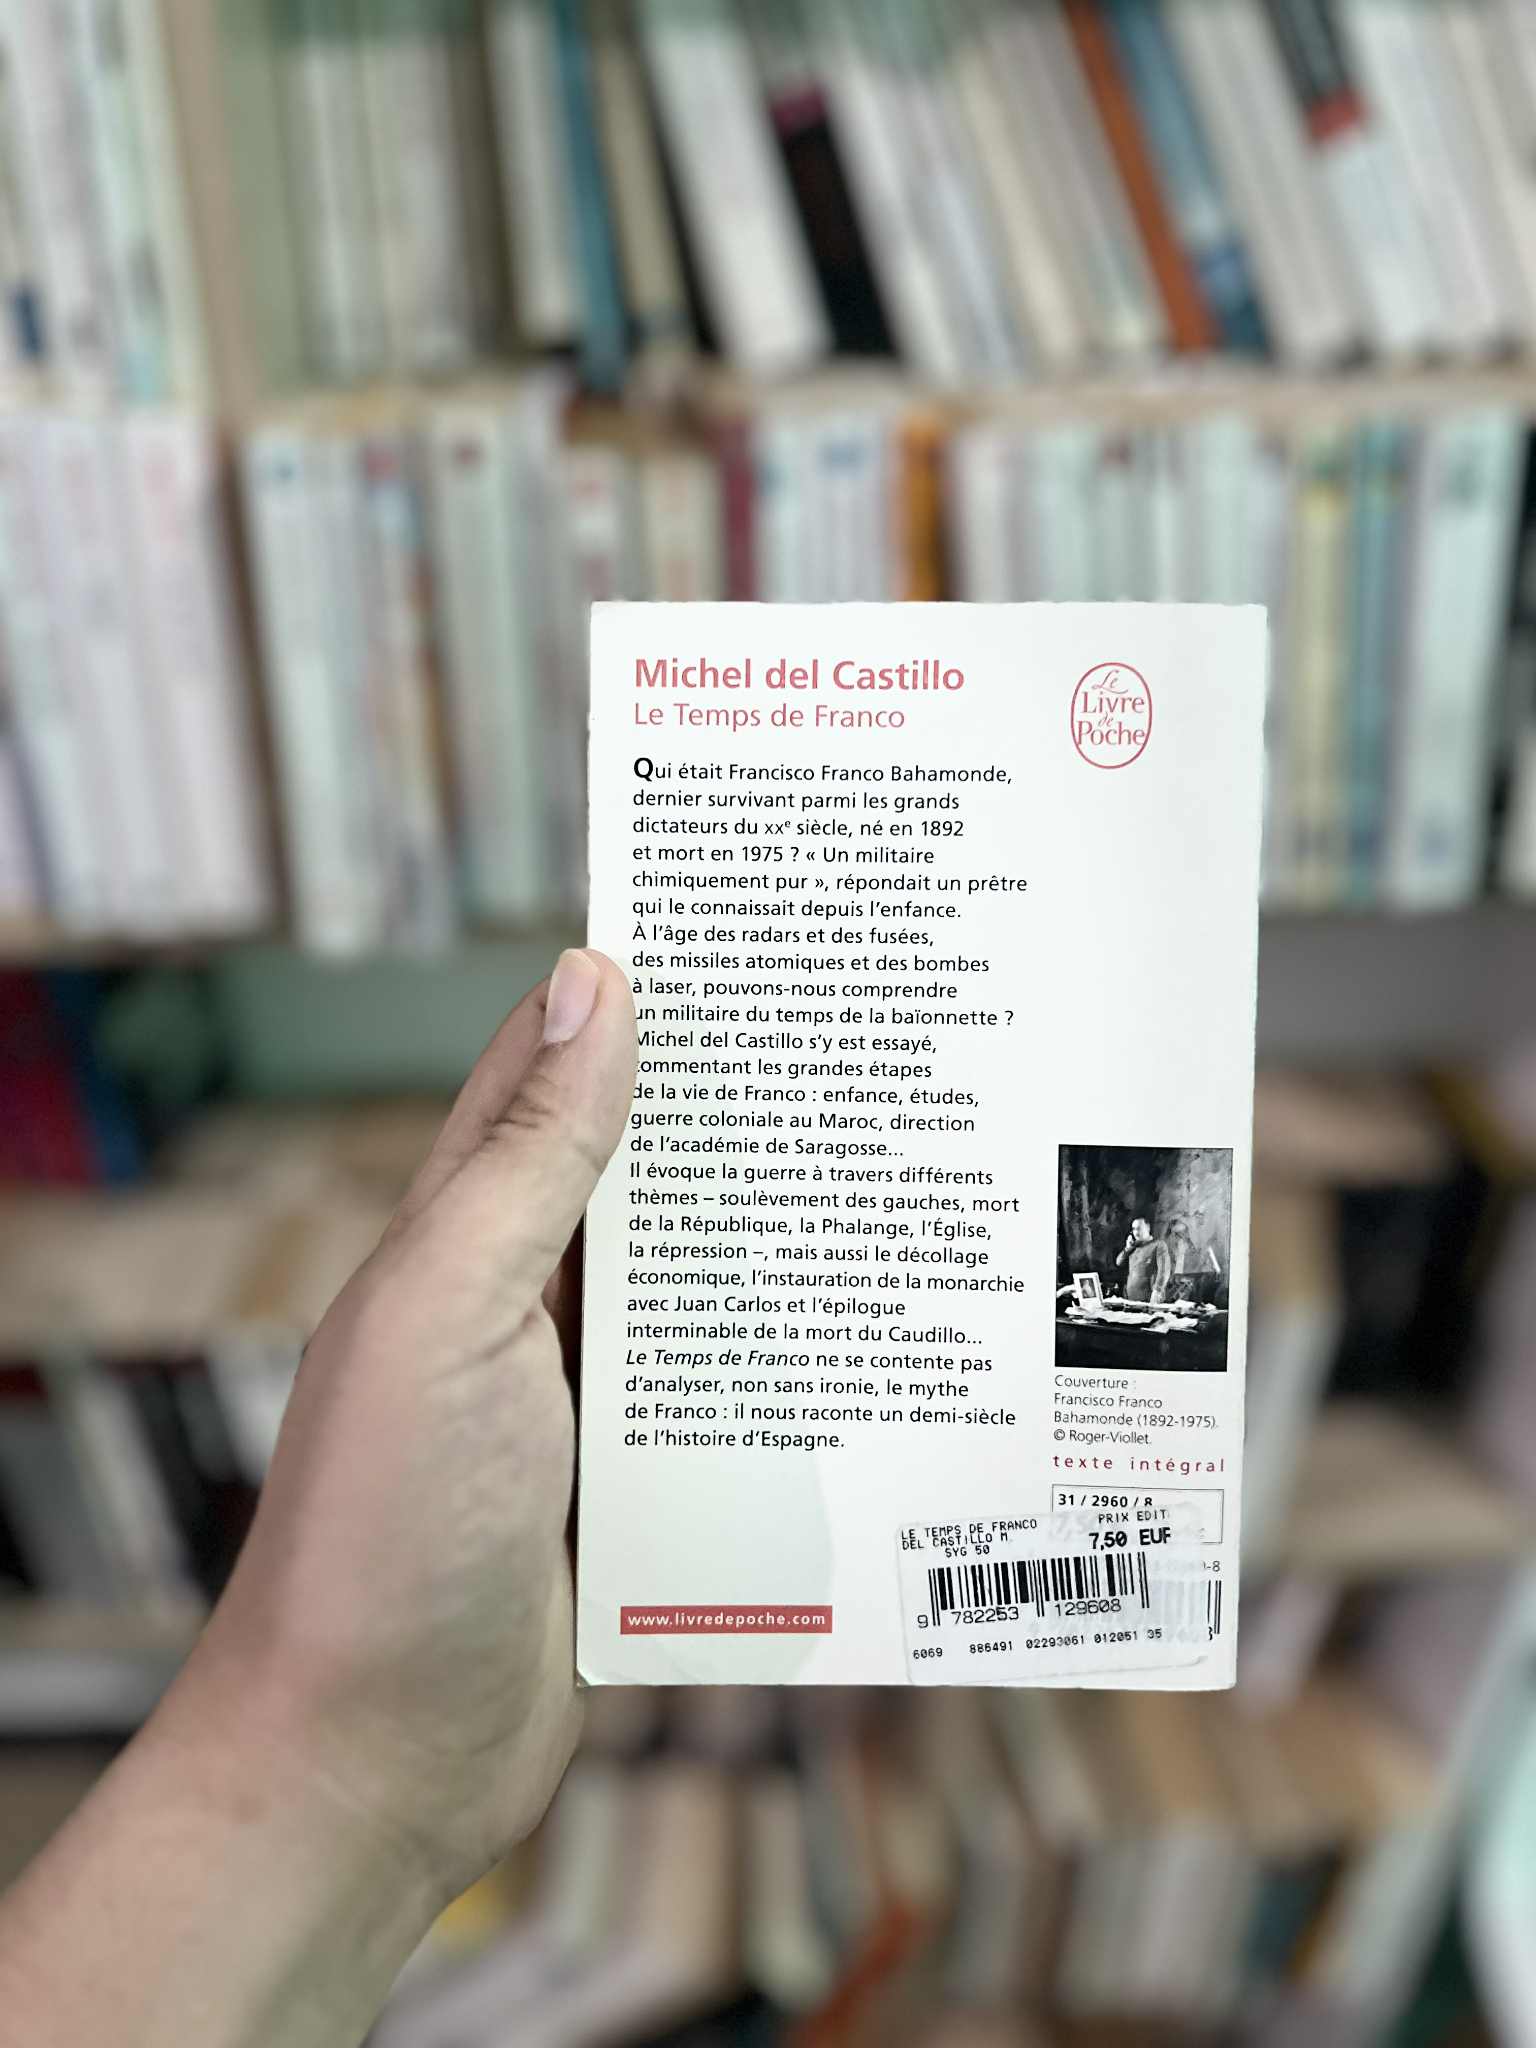 Michel del Castillo
Le Temps de Franco
Le
Livre
de
Poche
Qui était Francisco Franco Bahamonde,
dernier survivant parmi les grands
dictateurs du XXe siècle, né en 1892
et mort en 1975 ? « Un militaire
chimiquement pur », répondait un prêtre
qui le connaissait depuis l'enfance.
À l'âge des radars et des fusées,
des missiles atomiques et des bombes
à laser, pouvons-nous comprendre
un militaire du temps de la baïonnette ?
Michel del Castillo s'y est essayé,
commentant les grandes étapes
de la vie de Franco : enfance, études,
guerre coloniale au Maroc, direction
de l'académie de Saragosse...
Il évoque la guerre à travers différents
thèmes – soulèvement des gauches, mort
de la République, la Phalange, l'Église,
la répression –, mais aussi le décollage
économique, l'instauration de la monarchie
avec Juan Carlos et l'épilogue
interminable de la mort du Caudillo...
Le Temps de Franco ne se contente pas
d'analyser, non sans ironie, le mythe
de Franco : il nous raconte un demi-siècle
de l'histoire d'Espagne.
Couverture :
Francisco Franco
Bahamonde (1892-1975).
© Roger-Viollet.
texte intégral
31 / 2960 / 8
LE TEMPS DE FRANCO
DEL CASTILLO M.
SYG 50
PRIX EDIT
7,50 EUR
9 782253 129608
6069 886491 02293061 012051 35
www.livredepoche.com